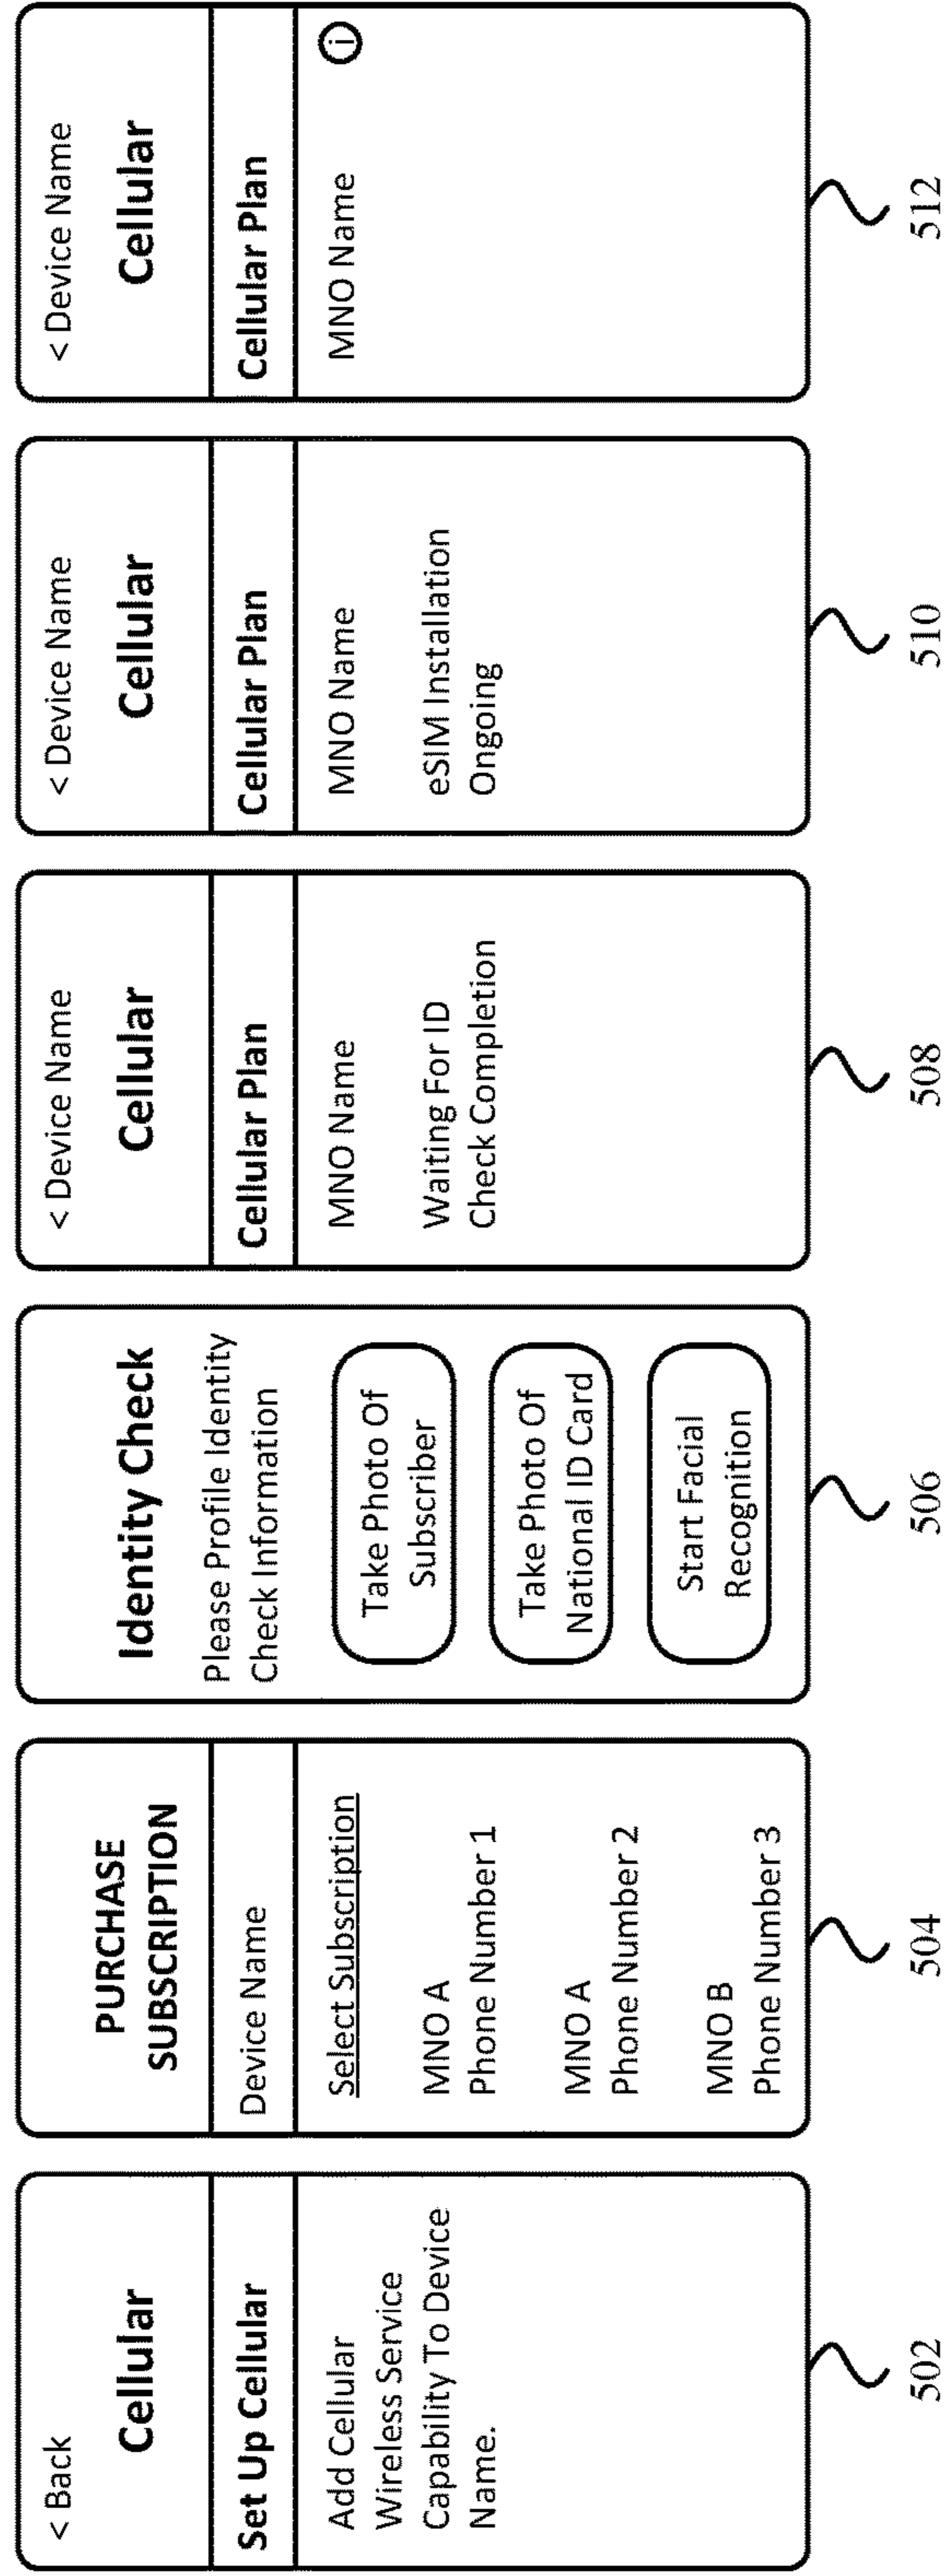 < Back
Cellular
Set Up Cellular
Add Cellular
Wireless Service
Capability To Device
Name.
502
PURCHASE
SUBSCRIPTION
Device Name
Select Subscription
MNO A
Phone Number 1
MNO A
Phone Number 2
MNO B
Phone Number 3
504
Identity Check
Please Profile Identity
Check Information
Take Photo Of
Subscriber
Take Photo Of
National ID Card
Start Facial
Recognition
506
< Device Name
Cellular
Cellular Plan
MNO Name
Waiting For ID
Check Completion
508
< Device Name
Cellular
Cellular Plan
MNO Name
eSIM Installation
Ongoing
510
< Device Name
Cellular
Cellular Plan
MNO Name
i
512